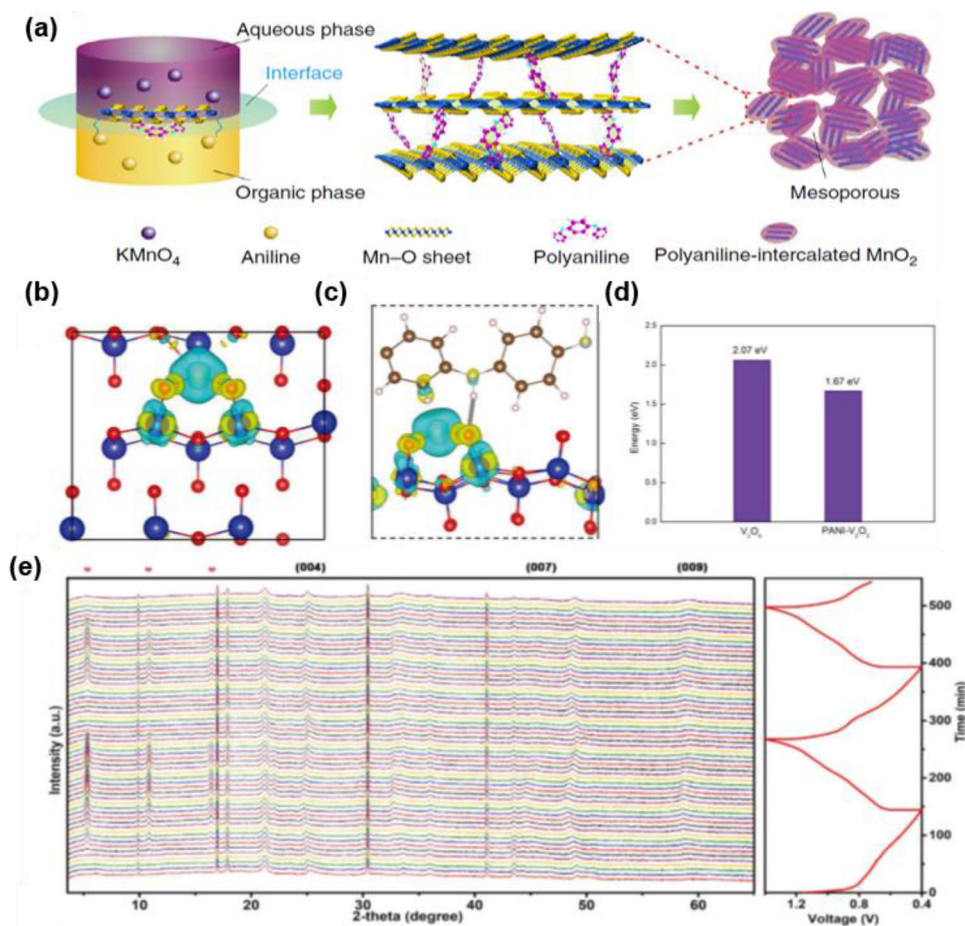 (a)
Aqueous phase
Interface
Organic phase
Mesoporous
KMnO4
Aniline
Mn–O sheet
Polyaniline
Polyaniline-intercalated MnO2
(b)
(c)
(d)
2.5
2.0
1.5
1.0
0.5
0.0
Energy (eV)
2.07 eV
1.67 eV
(e)
(004)
(007)
(009)
Intensity (a.u.)
10
20
30
40
50
60
2-theta (degree)
500
400
300
200
100
0
Time (min)
1.2
0.8
0.4
Voltage (V)